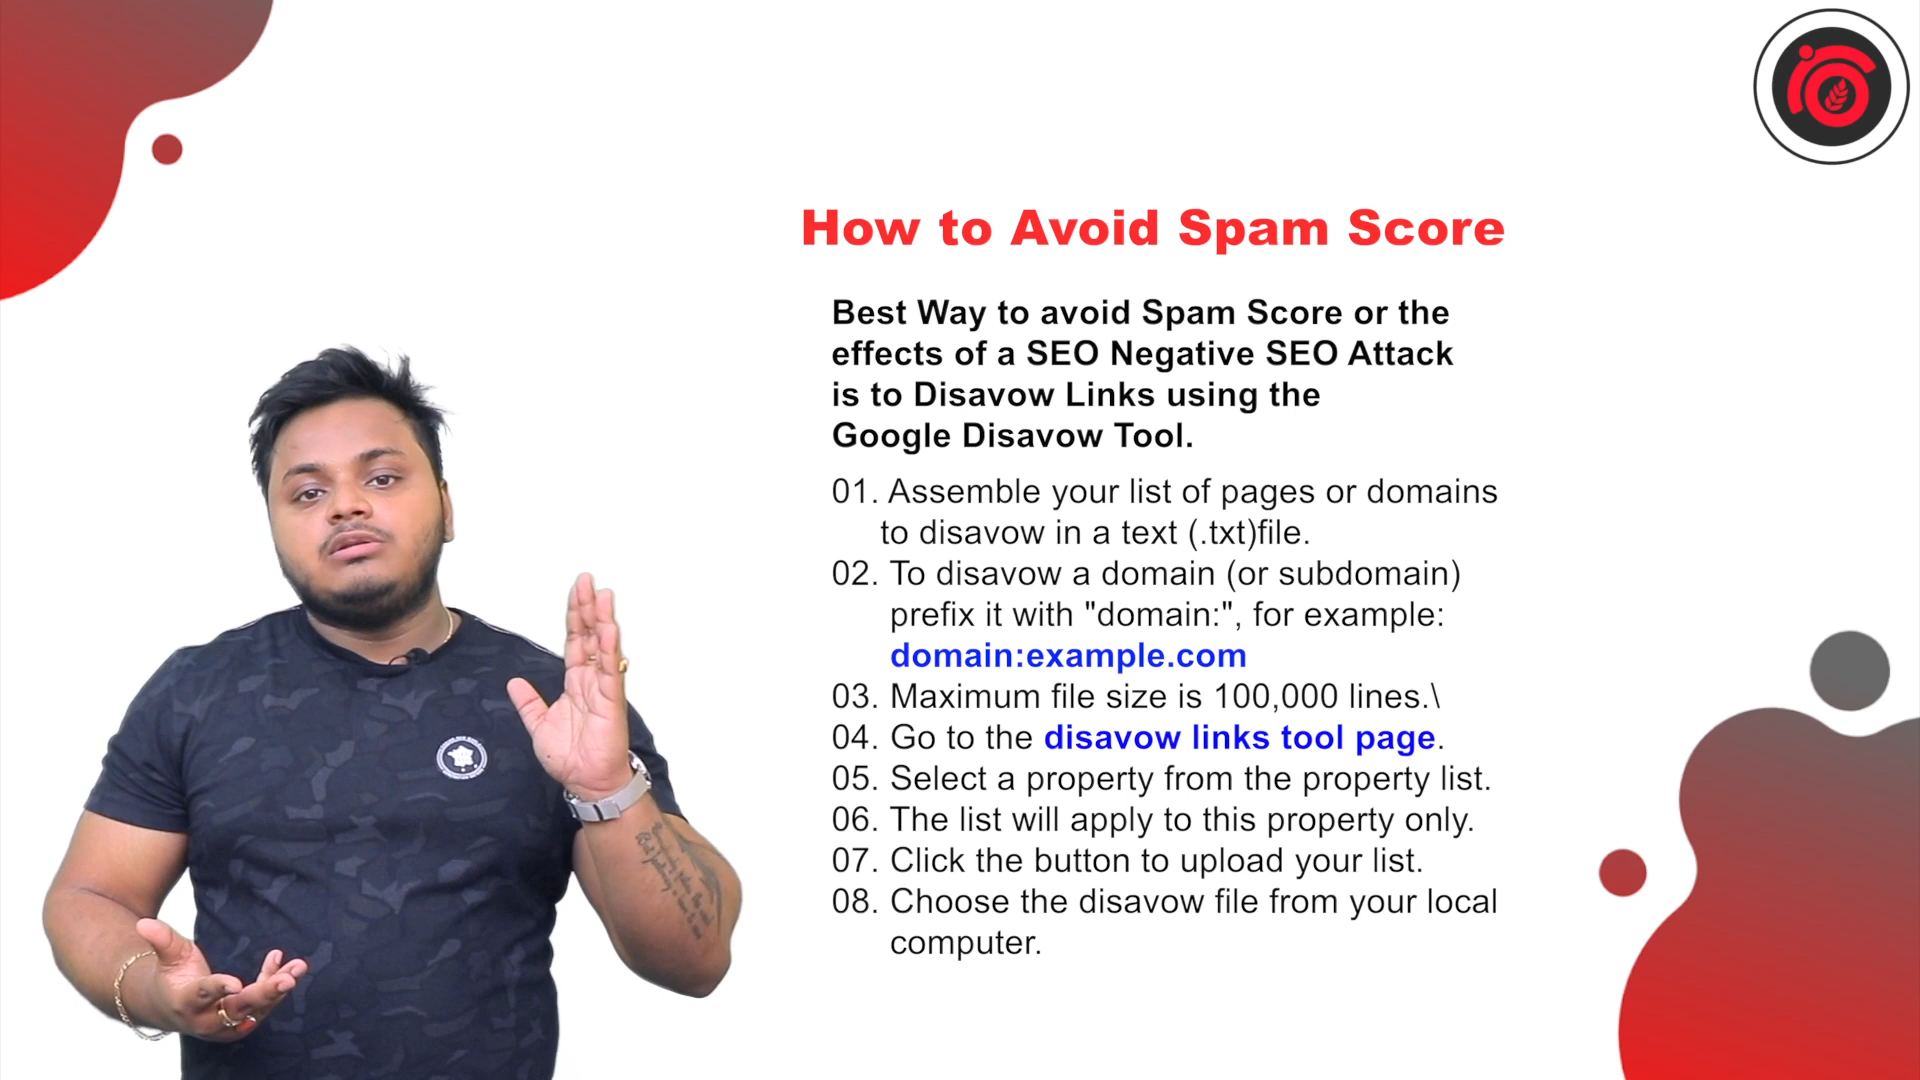 How to Avoid Spam Score
Best Way to avoid Spam Score or the
effects of a SEO Negative SEO Attack
is to Disavow Links using the
Google Disavow Tool.
01. Assemble your list of pages or domains
to disavow in a text (.txt)file.
02. To disavow a domain (or subdomain)
prefix it with "domain:", for example:
domain:example.com
03. Maximum file size is 100,000 lines.\
04. Go to the disavow links tool page.
05. Select a property from the property list.
06. The list will apply to this property only.
07. Click the button to upload your list.
08. Choose the disavow file from your local
computer.